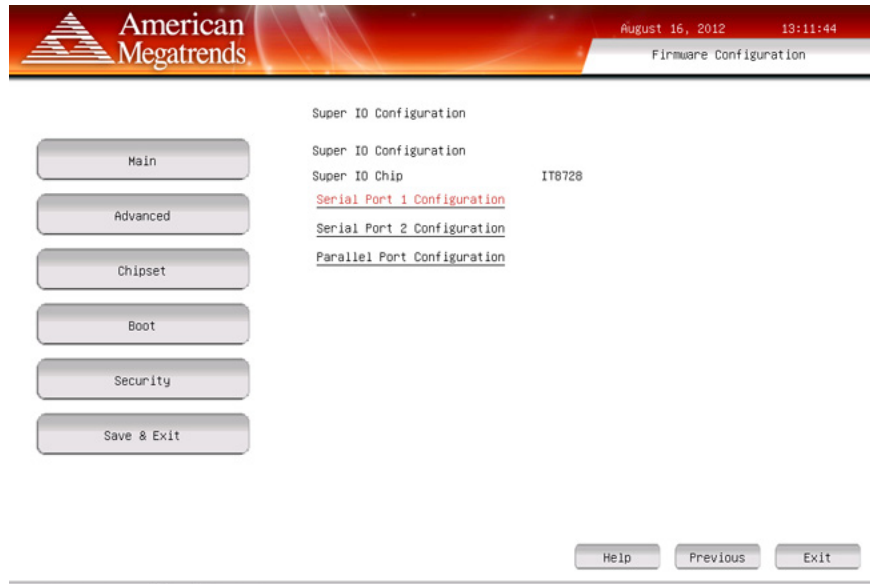 American
Megatrends
August 16, 2012 13:11:44
Firmware Configuration
Super IO Configuration
Super IO Configuration
Super IO Chip IT8728
Serial Port 1 Configuration
Serial Port 2 Configuration
Parallel Port Configuration
Main
Advanced
Chipset
Boot
Security
Save & Exit
Help Previous Exit